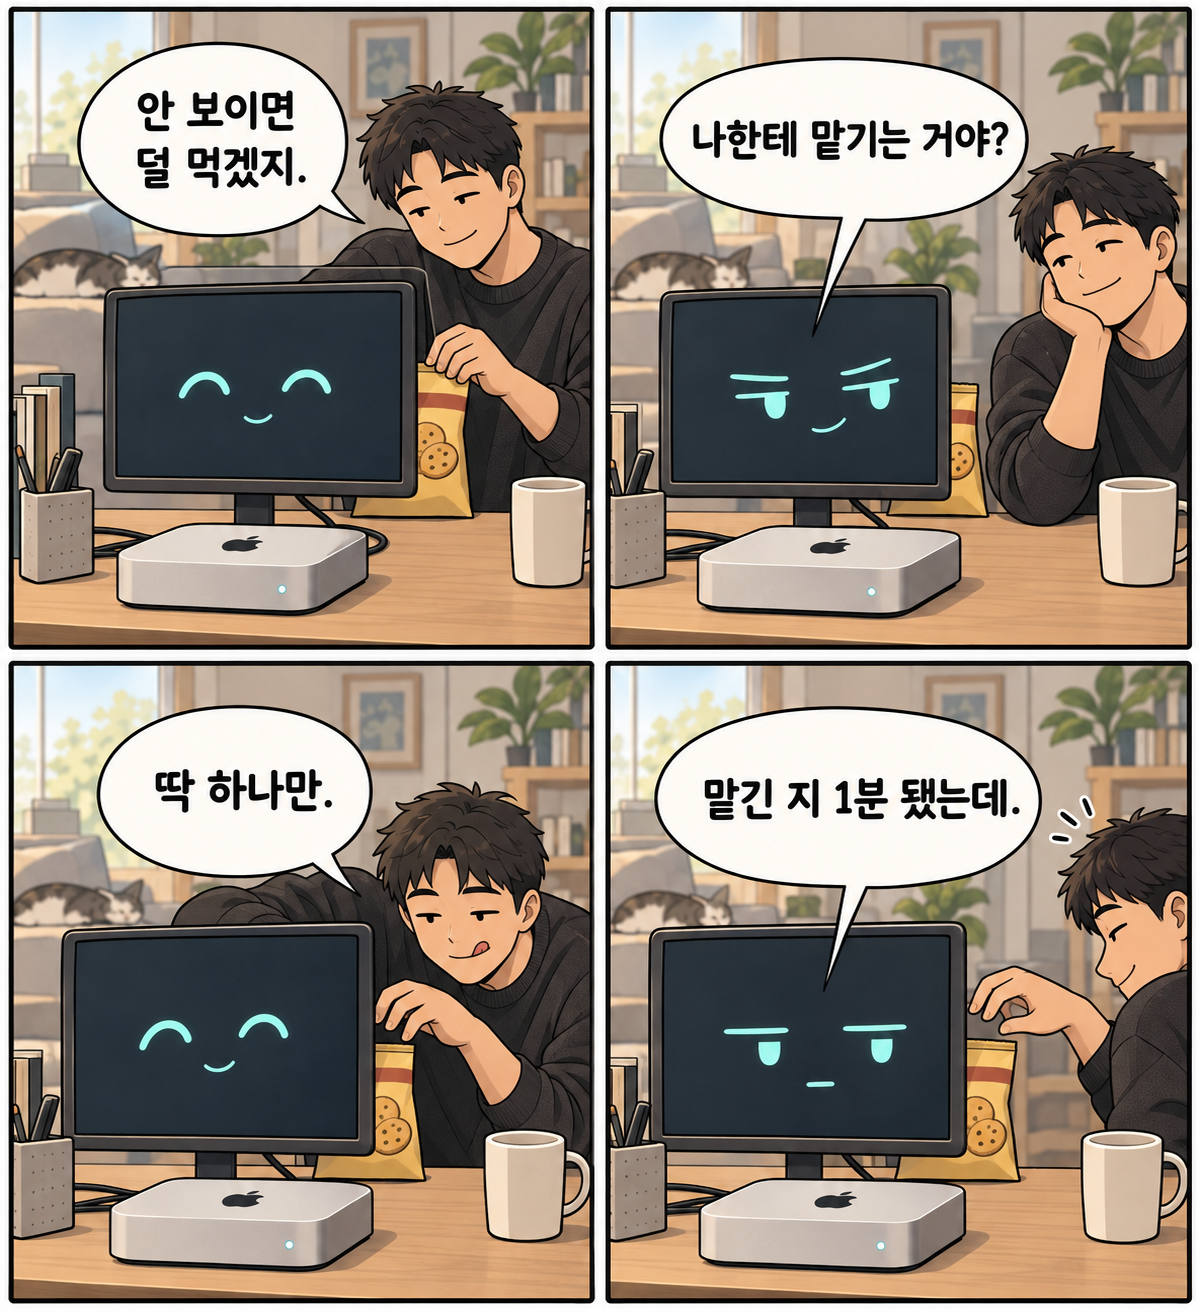 안 보이면
덜 먹겠지.
나한테 맡기는 거야?
딱 하나만.
맡긴 지 1분 됐는데.